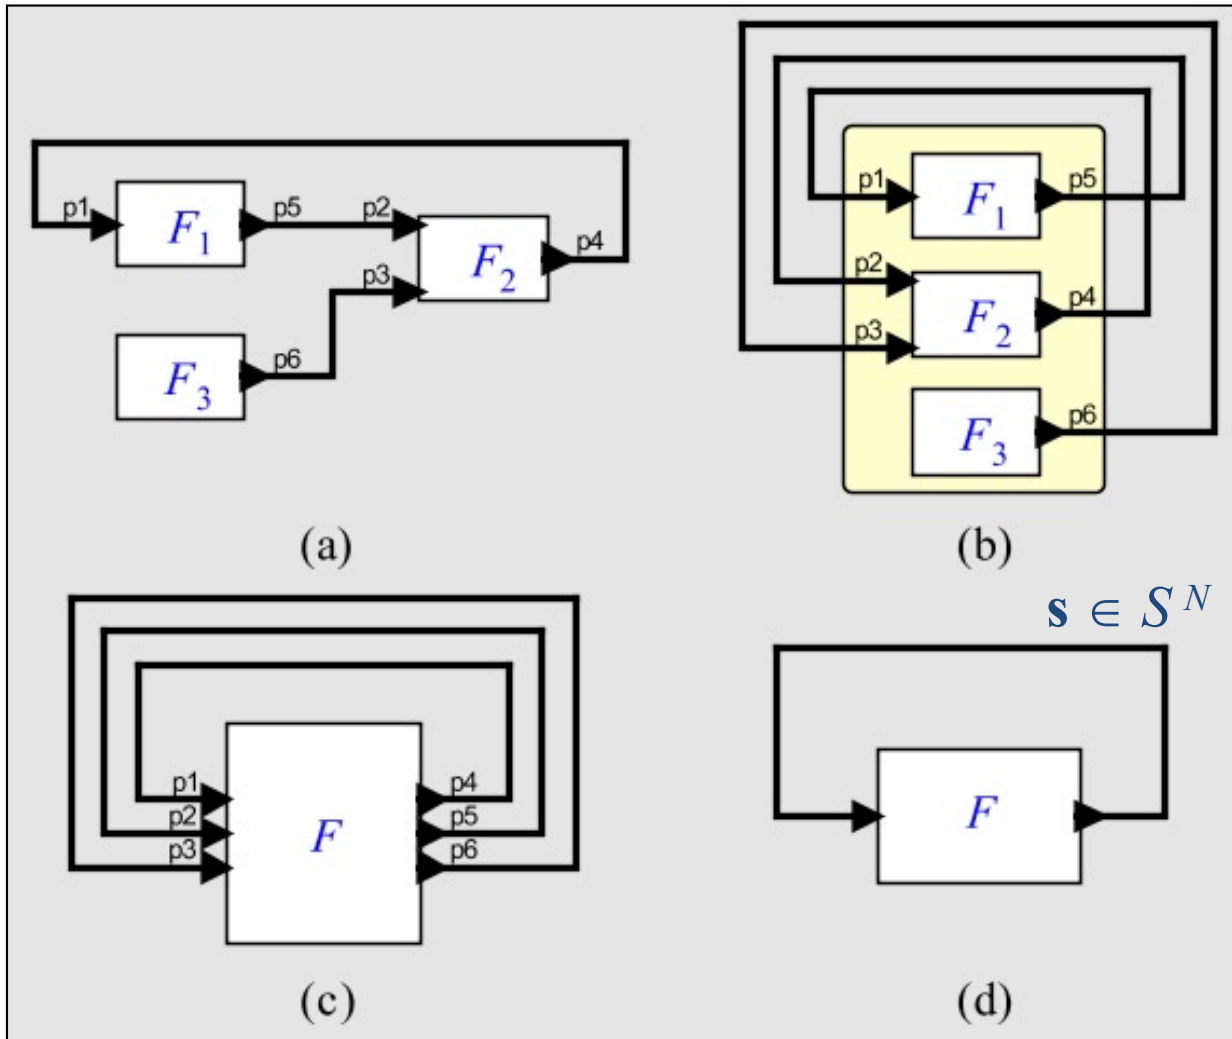 p1 F1 p5 p2 F2 p4
p3
F3 p6
(a)
p1 F1 p5
p2 F2 p4
p3
F3 p6
(b)
p1 p4
p2 F p5
p3 p6
(c)
s ∈ S^N
F
(d)